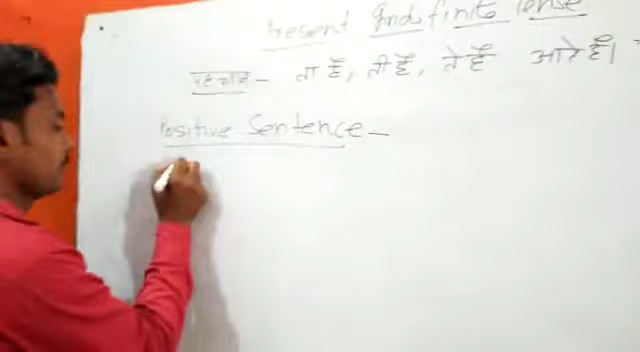 Present Indefinite Tense
पहचान - ता है, ती है, ते हैं आते हैं।
Positive Sentence -